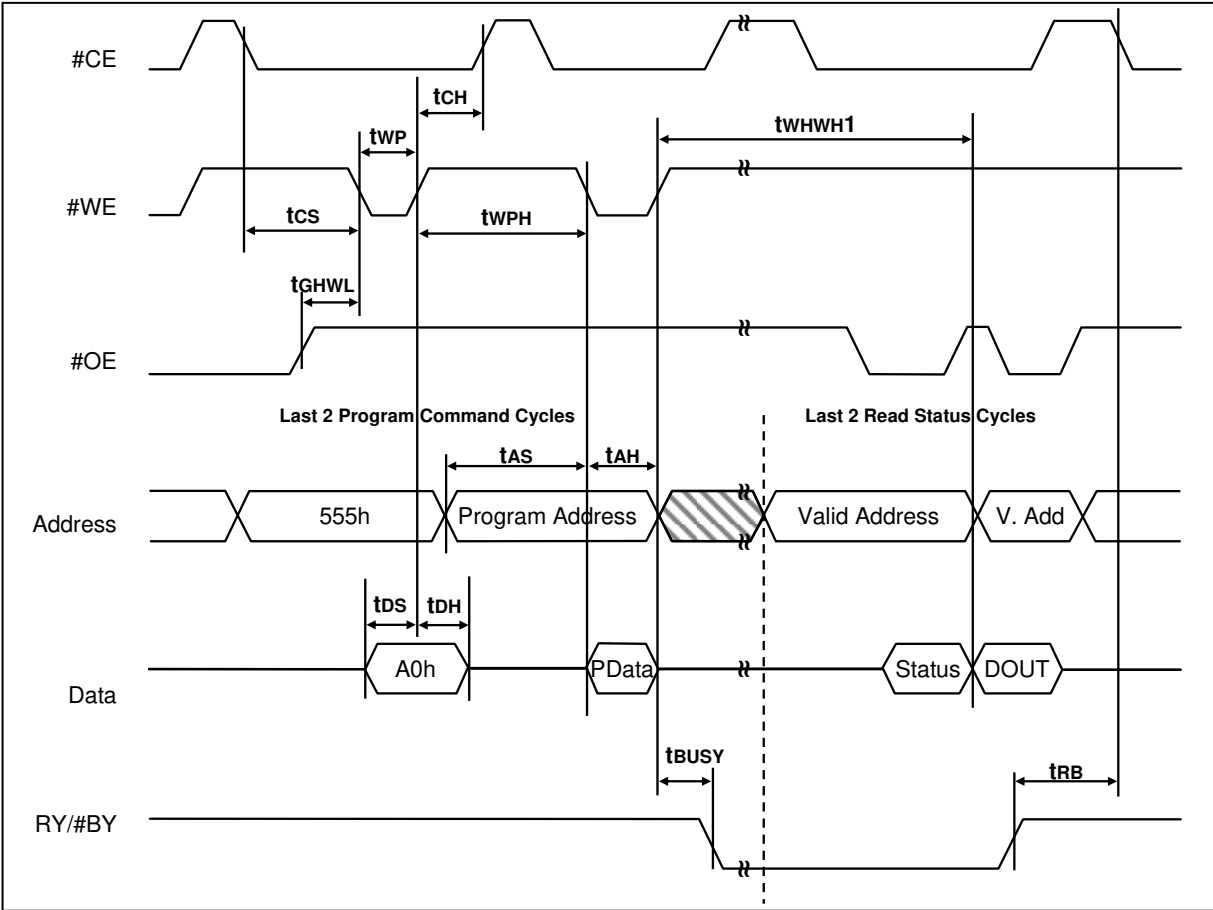 #CE
tCH
tWP
tWHWH1
#WE
tCS
tWPH
tGHWL
#OE
Last 2 Program Command Cycles
Last 2 Read Status Cycles
tAS
tAH
Address
555h
Program Address
Valid Address
V. Add
tDS
tDH
Data
A0h
PData
Status
DOUT
tBUSY
tRB
RY/#BY